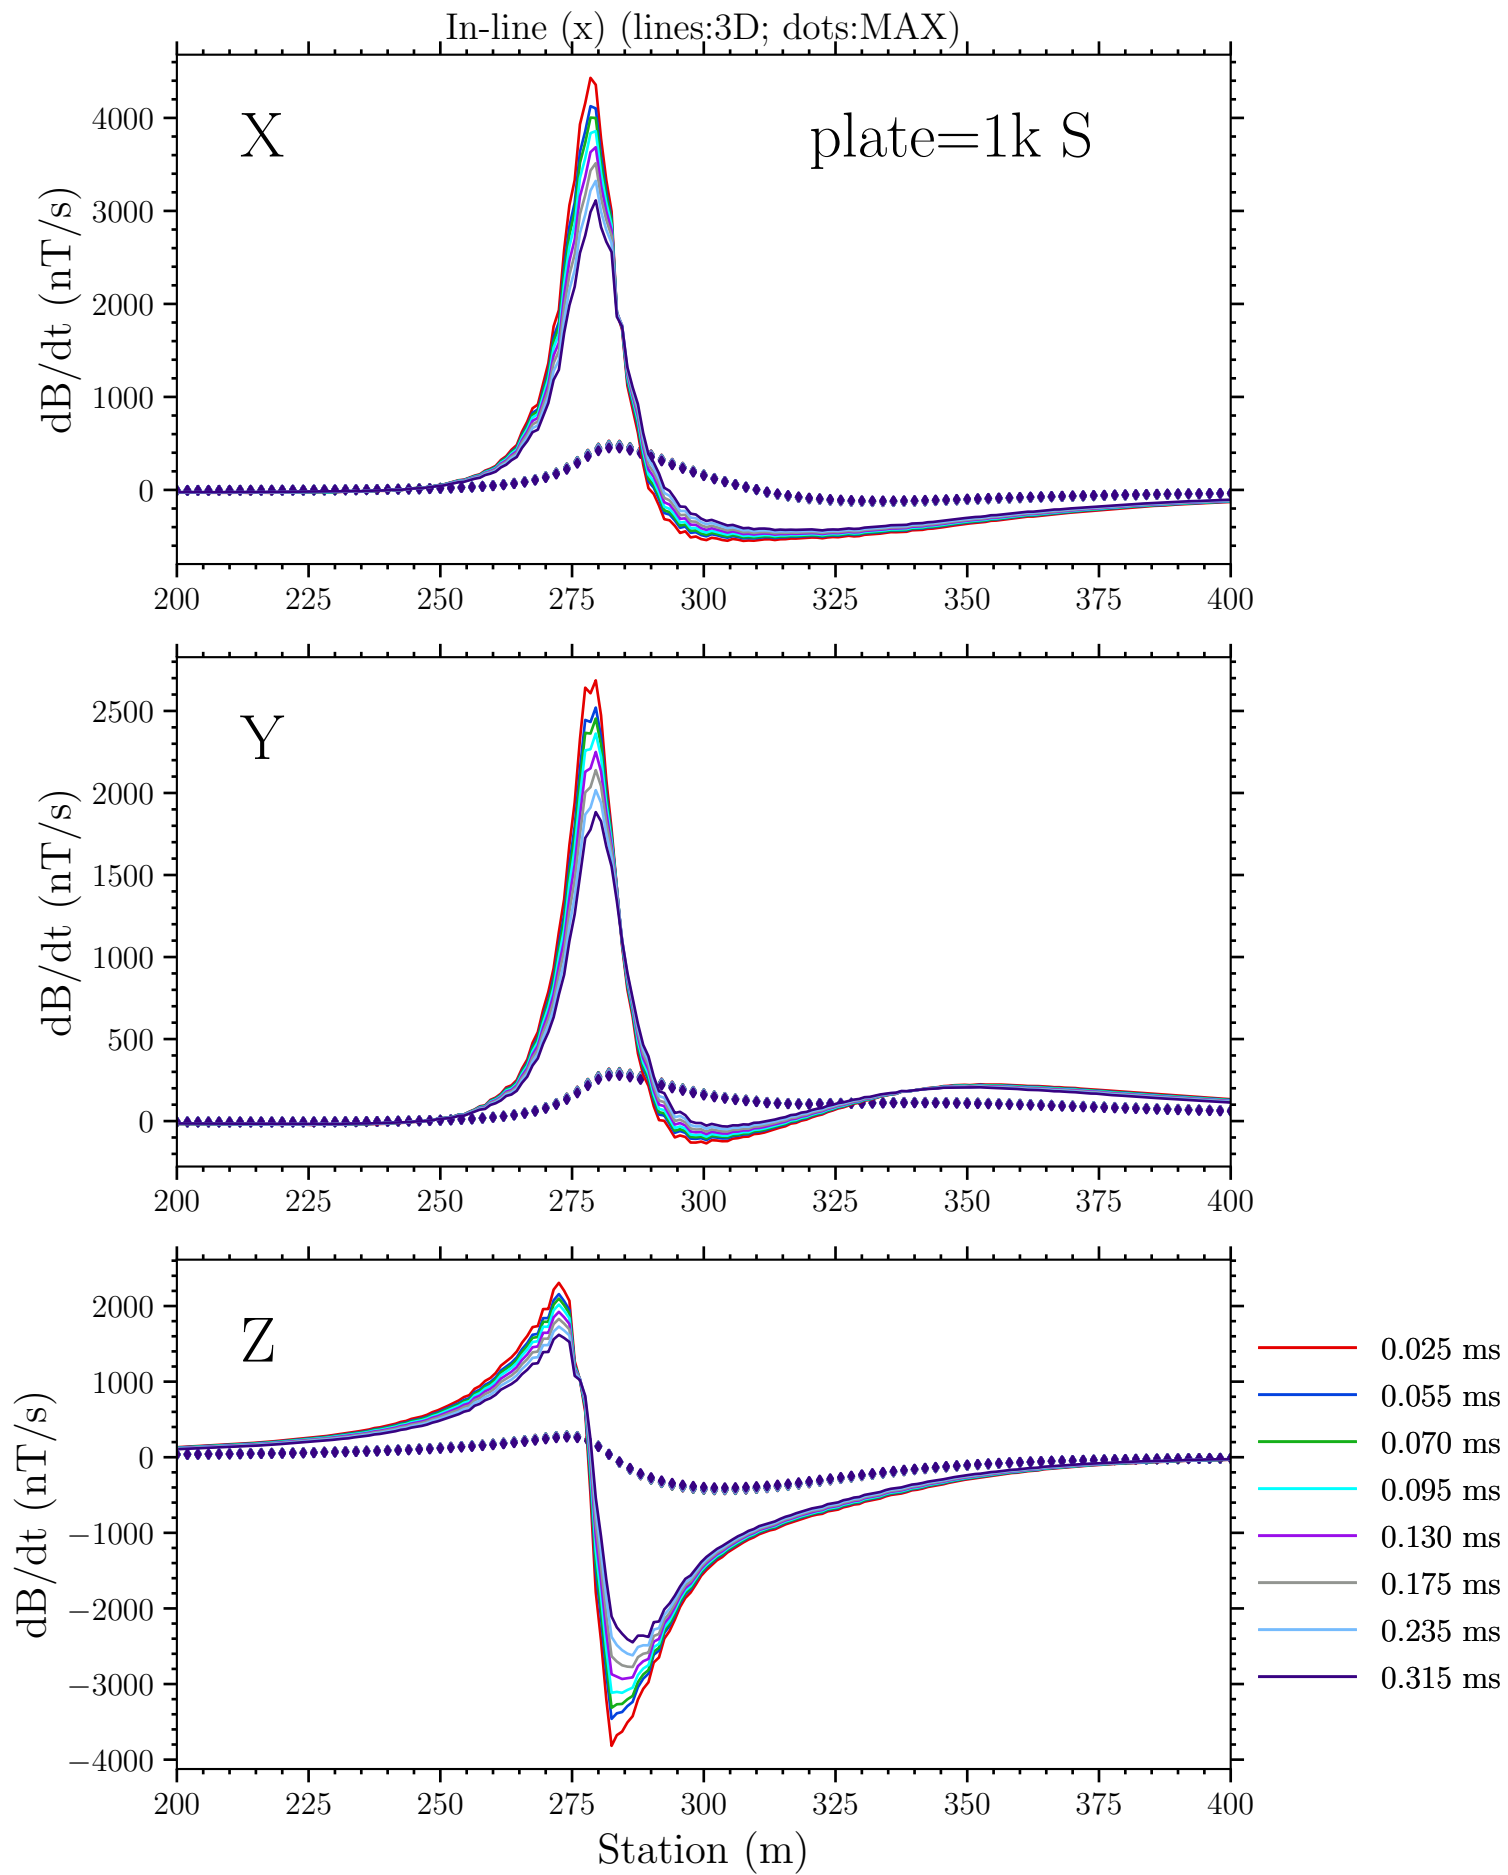 In-line (x) (lines:3D; dots:MAX)
X
plate=1k S
dB/dt (nT/s)
4000
3000
2000
1000
0
200 225 250 275 300 325 350 375 400
Y
dB/dt (nT/s)
2500
2000
1500
1000
500
0
200 225 250 275 300 325 350 375 400
Z
dB/dt (nT/s)
2000
1000
0
−1000
−2000
−3000
−4000
200 225 250 275 300 325 350 375 400
Station (m)
0.025 ms
0.055 ms
0.070 ms
0.095 ms
0.130 ms
0.175 ms
0.235 ms
0.315 ms